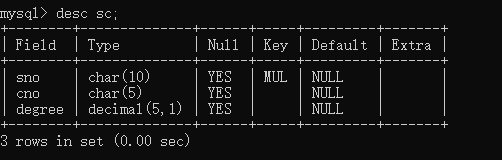 mysql> desc sc;
+--------+--------------+------+-----+---------+-------+
| Field  | Type         | Null | Key | Default | Extra |
+--------+--------------+------+-----+---------+-------+
| sno    | char(10)     | YES  | MUL | NULL    |       |
| cno    | char(5)      | YES  |     | NULL    |       |
| degree | decimal(5,1) | YES  |     | NULL    |       |
+--------+--------------+------+-----+---------+-------+
3 rows in set (0.00 sec)